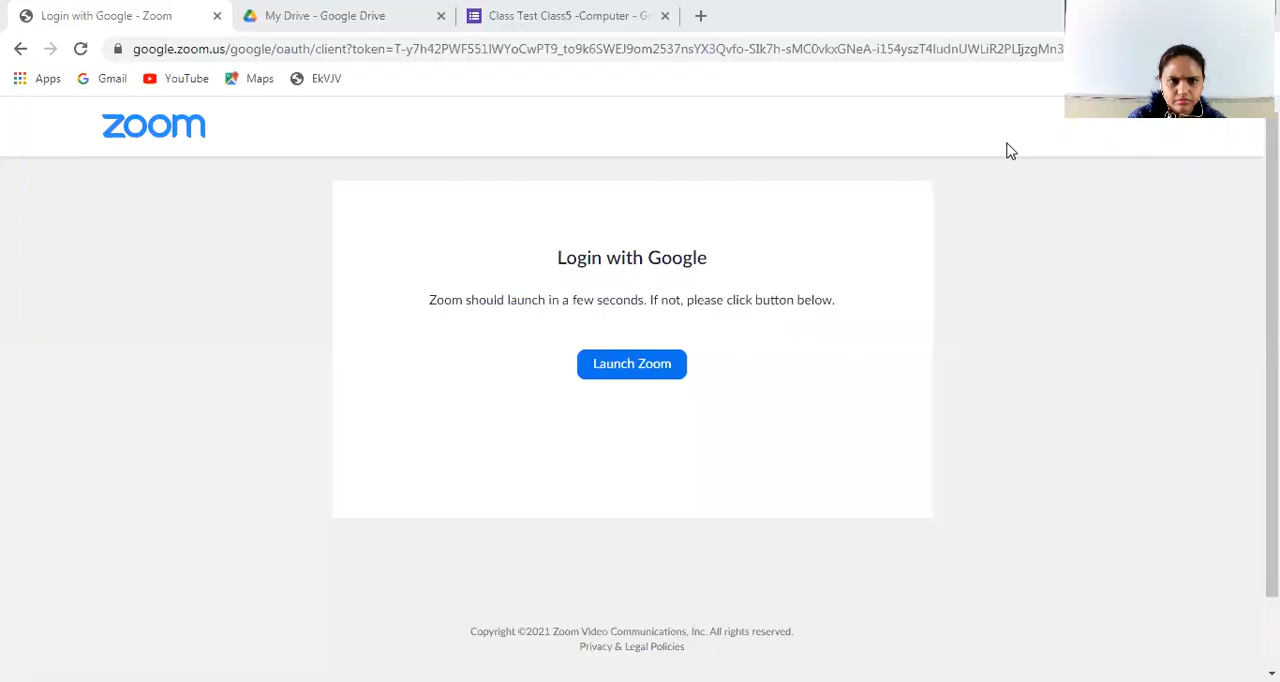 Login with Google - Zoom
My Drive - Google Drive
Class Test Class5 -Computer - Go
google.zoom.us/google/oauth/client?token=T-y7h42PWF551lWYoCwPT9_to9k6SWEJ9om2537nsYX3Qvfo-SIk7h-sMC0vkxGNeA-i154yszT4ludnUWLiR2PLIjzgMn3
Apps
Gmail
YouTube
Maps
EkVJV
zoom
Login with Google
Zoom should launch in a few seconds. If not, please click button below.
Launch Zoom
Copyright ©2021 Zoom Video Communications, Inc. All rights reserved.
Privacy & Legal Policies